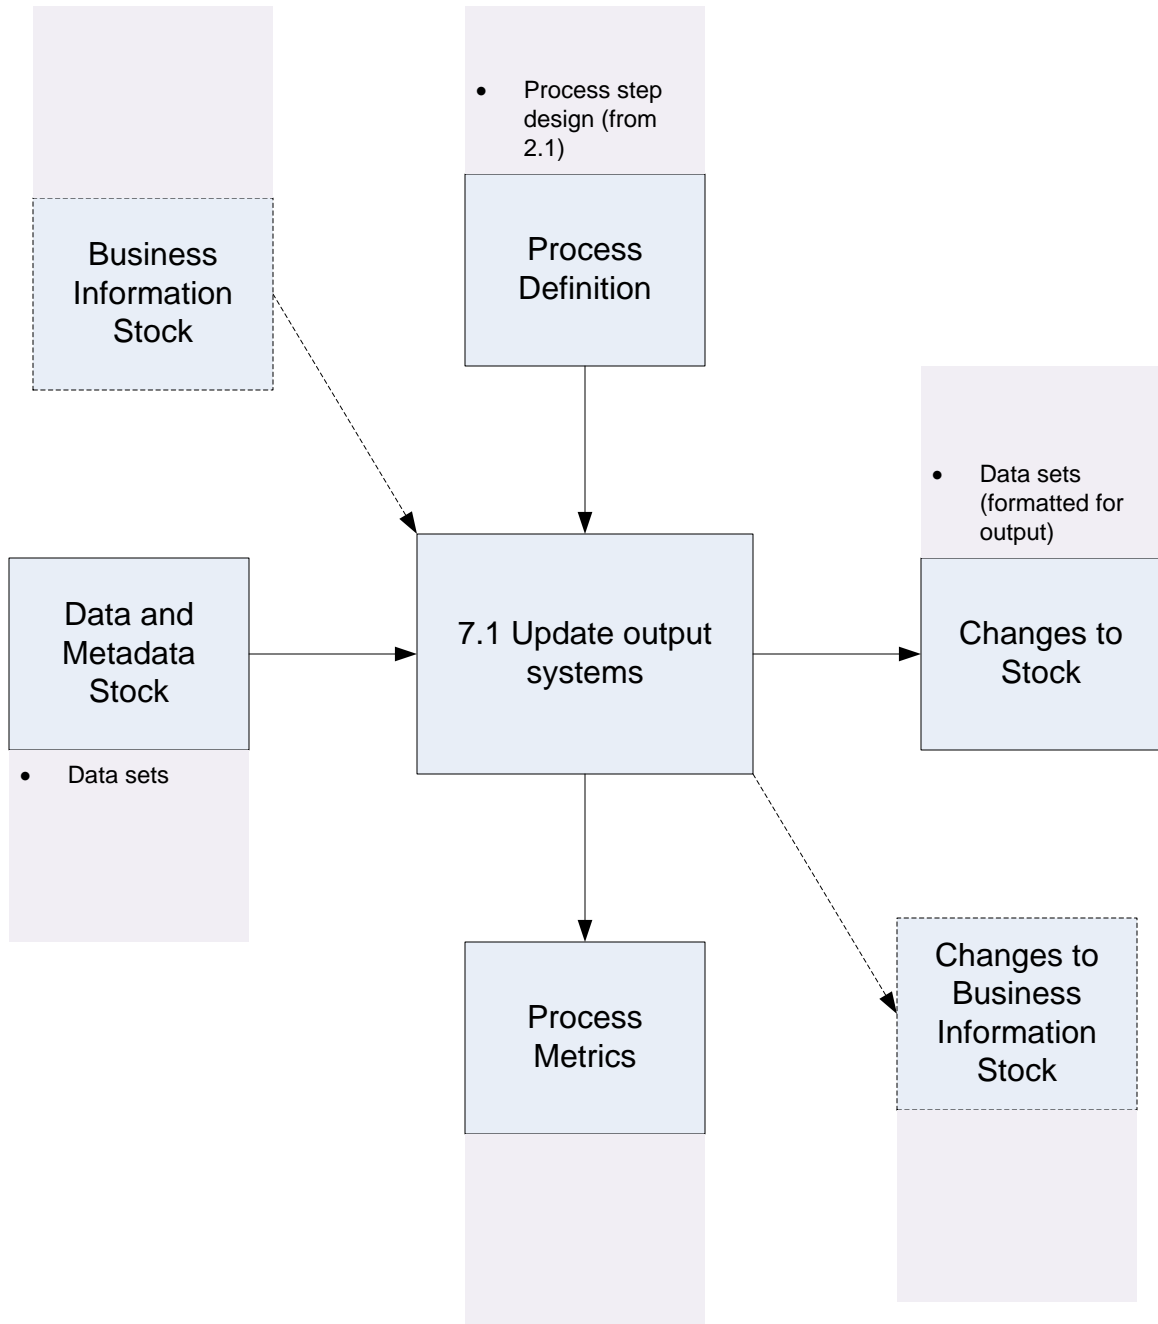 • Process step
design (from
2.1)
Business
Information
Stock
Process
Definition
• Data sets
(formatted for
output)
Data and
Metadata
Stock
7.1 Update output
systems
Changes to
Stock
• Data sets
Changes to
Business
Information
Stock
Process
Metrics